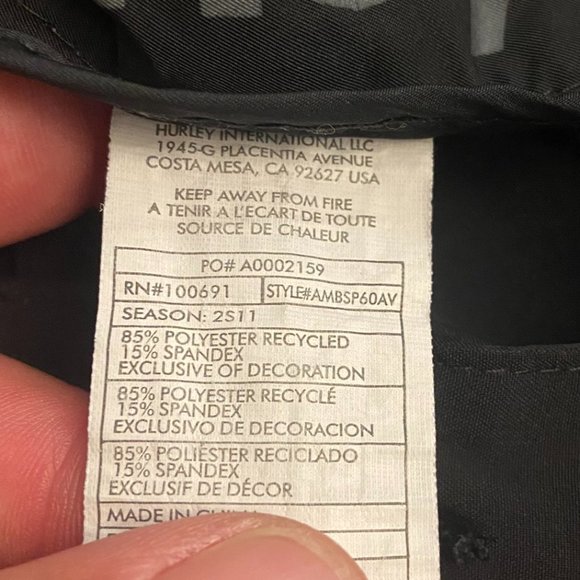 HURLEY INTERNATIONAL LLC
1945-G PLACENTIA AVENUE
COSTA MESA, CA 92627 USA
KEEP AWAY FROM FIRE
A TENIR A L'ECART DE TOUTE
SOURCE DE CHALEUR
PO# A0002159
RN#100691 STYLE#AMBSP60AV
SEASON: 2S11
85% POLYESTER RECYCLED
15% SPANDEX
EXCLUSIVE OF DECORATION
85% POLYESTER RECYCLÉ
15% SPANDEX
EXCLUSIVO DE DECORACION
85% POLIESTER RECICLADO
15% SPANDEX
EXCLUSIF DE DÉCOR
MADE IN